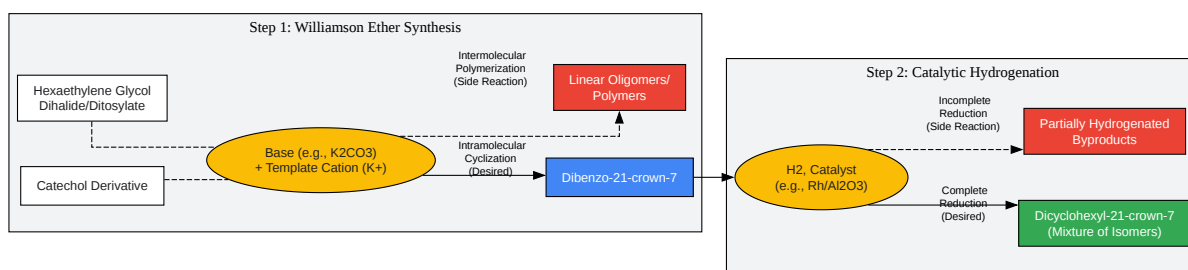 Step 1: Williamson Ether Synthesis
Hexaethylene Glycol
Dihalide/Ditosylate
Catechol Derivative
Base (e.g., K2CO3)
+ Template Cation (K+)
Intermolecular
Polymerization
(Side Reaction)
Linear Oligomers/
Polymers
Intramolecular
Cyclization
(Desired)
Dibenzo-21-crown-7
Step 2: Catalytic Hydrogenation
H2, Catalyst
(e.g., Rh/Al2O3)
Incomplete
Reduction
(Side Reaction)
Partially Hydrogenated
Byproducts
Complete
Reduction
(Desired)
Dicyclohexyl-21-crown-7
(Mixture of Isomers)